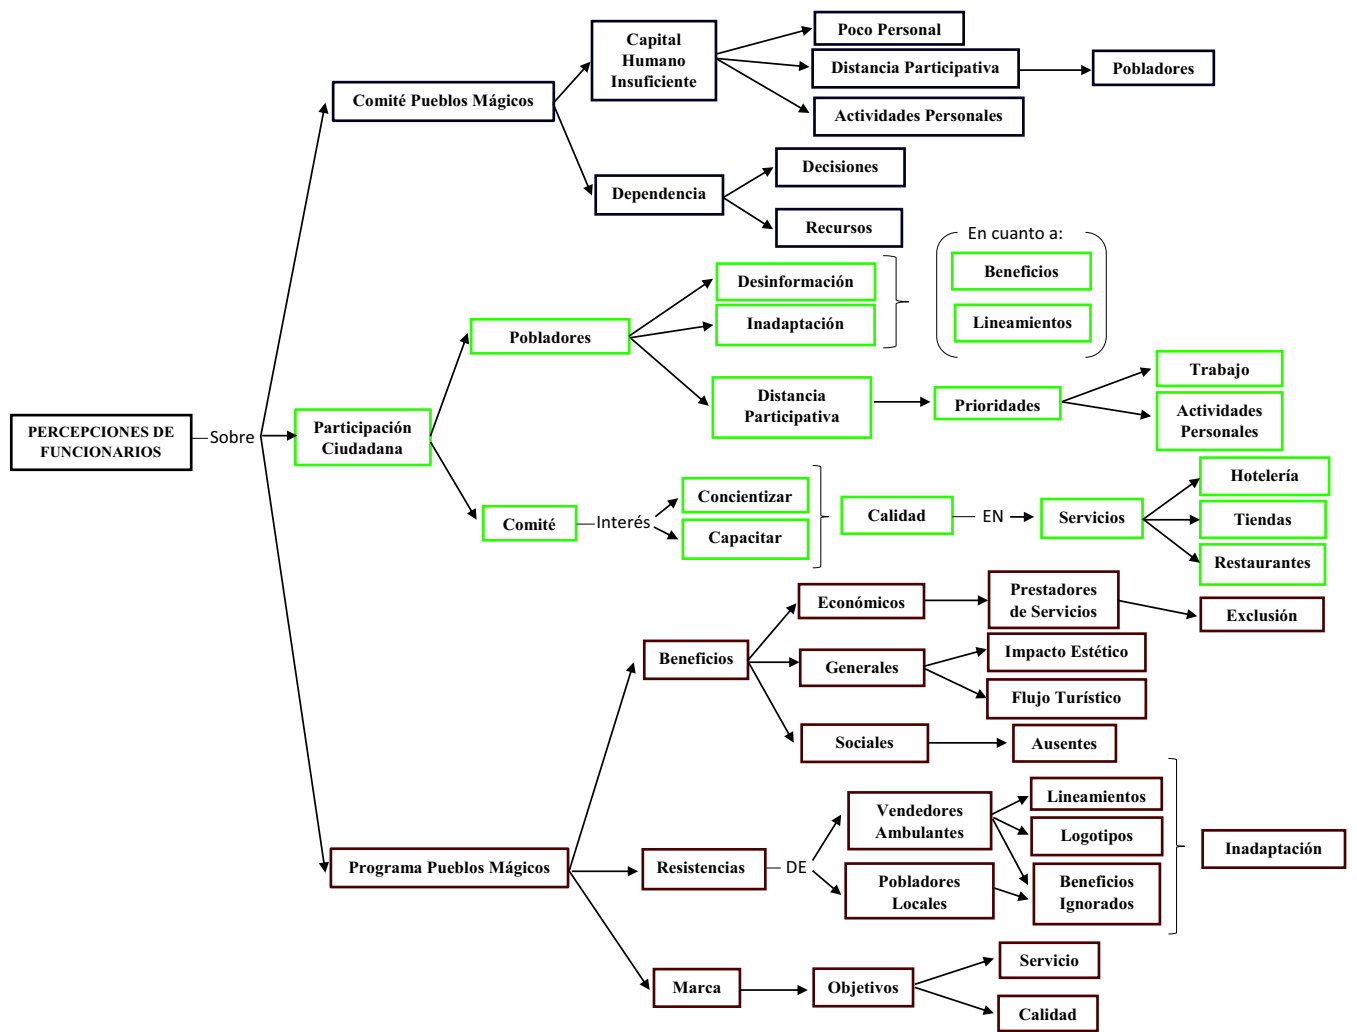 PERCEPCIONES DE
FUNCIONARIOS
Sobre
Comité Pueblos Mágicos
Capital
Humano
Insuficiente
Poco Personal
Distancia Participativa
Pobladores
Actividades Personales
Dependencia
Decisiones
Recursos
Participación
Ciudadana
Pobladores
Desinformación
Inadaptación
En cuanto a:
Beneficios
Lineamientos
Distancia
Participativa
Prioridades
Trabajo
Actividades
Personales
Comité
Interés
Concientizar
Capacitar
Calidad
EN
Servicios
Hotelería
Tiendas
Restaurantes
Programa Pueblos Mágicos
Beneficios
Económicos
Prestadores
de Servicios
Exclusión
Generales
Impacto Estético
Flujo Turístico
Sociales
Ausentes
Resistencias
DE
Vendedores
Ambulantes
Pobladores
Locales
Lineamientos
Logotipos
Beneficios
Ignorados
Inadaptación
Marca
Objetivos
Servicio
Calidad